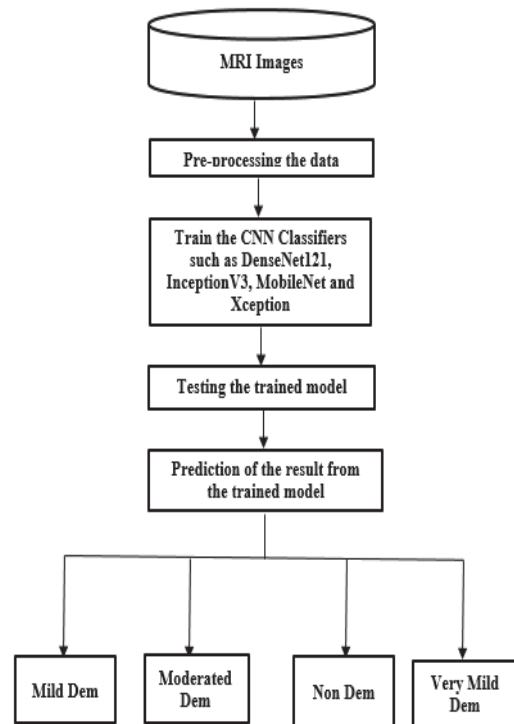 MRI Images
Pre-processing the data
Train the CNN Classifiers
such as DenseNet121,
InceptionV3, MobileNet and
Xception
Testing the trained model
Prediction of the result from
the trained model
Mild Dem
Moderated
Dem
Non Dem
Very Mild
Dem